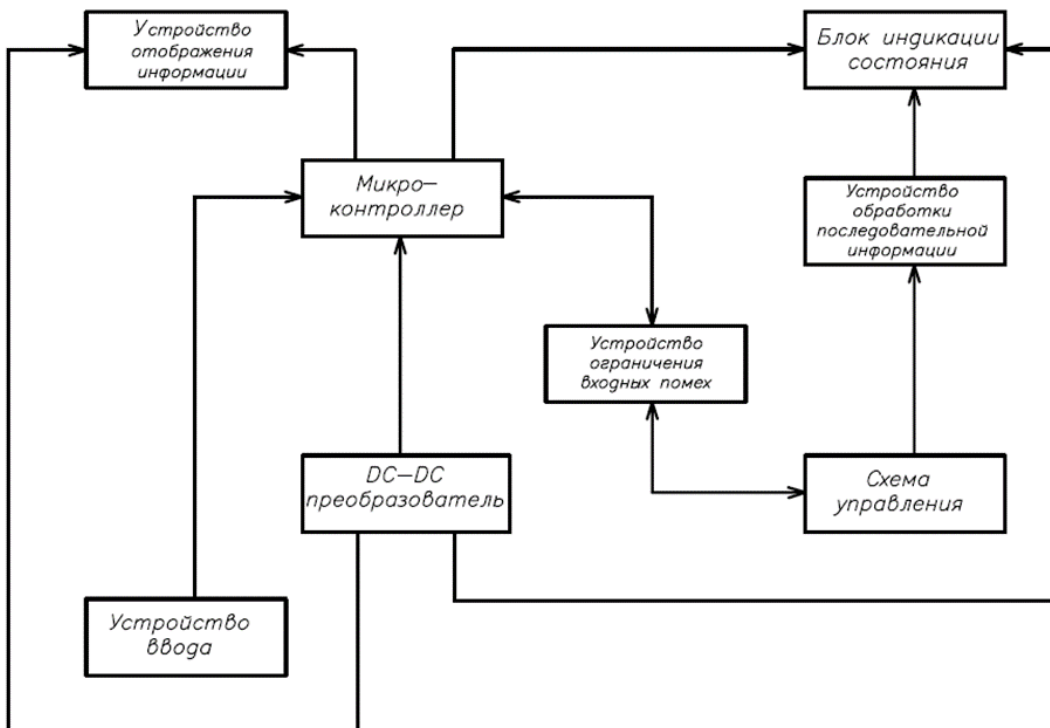 Устройство
отображения
информации
Блок индикации
состояния
Микро-
контроллер
Устройство
обработки
последовательной
информации
Устройство
ограничения
входных помех
DC-DC
преобразователь
Схема
управления
Устройство
ввода